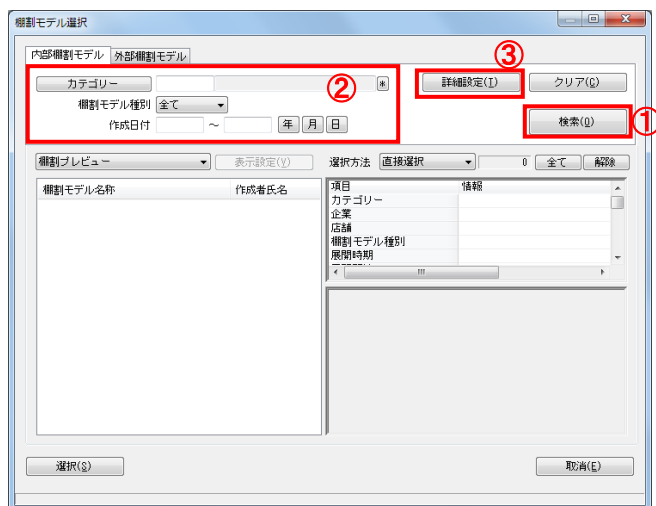 棚割モデル選択
内部棚割モデル 外部棚割モデル
③
カテゴリー ② * 詳細設定(I) クリア(C)
棚割モデル種別 全て
検索(Q) ①
作成日付 ～ 年 月 日
棚割プレビュー 表示設定(V) 選択方法 直接選択 0 全て 解除
棚割モデル名称 作成者氏名 項目 情報
カテゴリー
企業
店舗
棚割モデル種別
展開時期
選択(S) 取消(E)